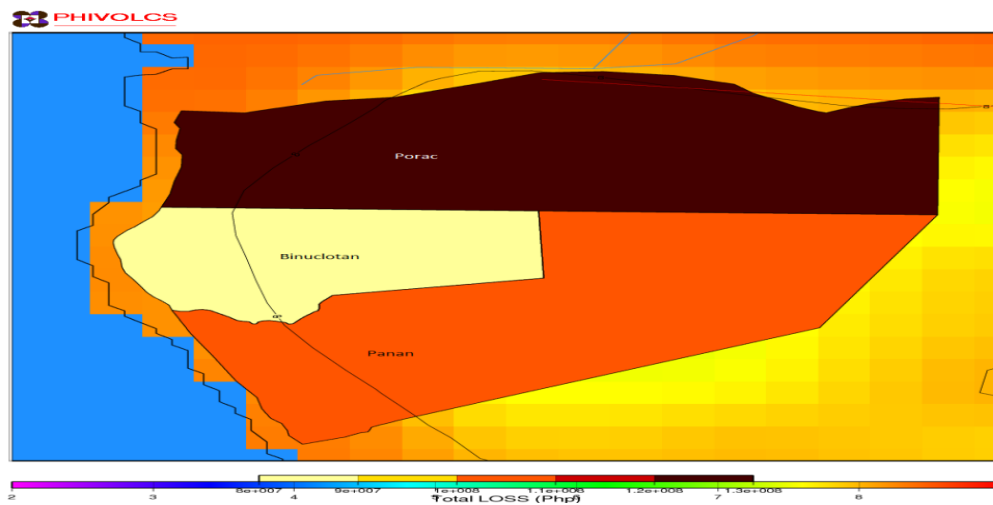 PHIVOLCS
8
Porac
Binuclotan
Panan
8e+007 9e+007 1e+008 1.1e+008 1.2e+008 1.3e+008
2 3 4 7 8
Total LOSS (Php)